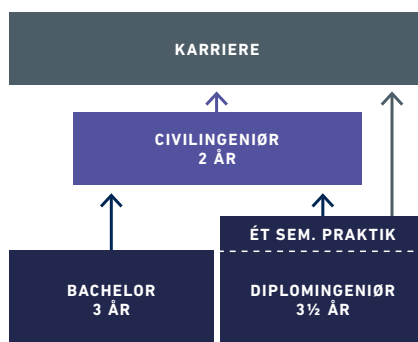 KARRIERE
CIVILINGENIØR
2 ÅR
ÉT SEM. PRAKTIK
BACHELOR
3 ÅR
DIPLOMINGENIØR
3½ ÅR